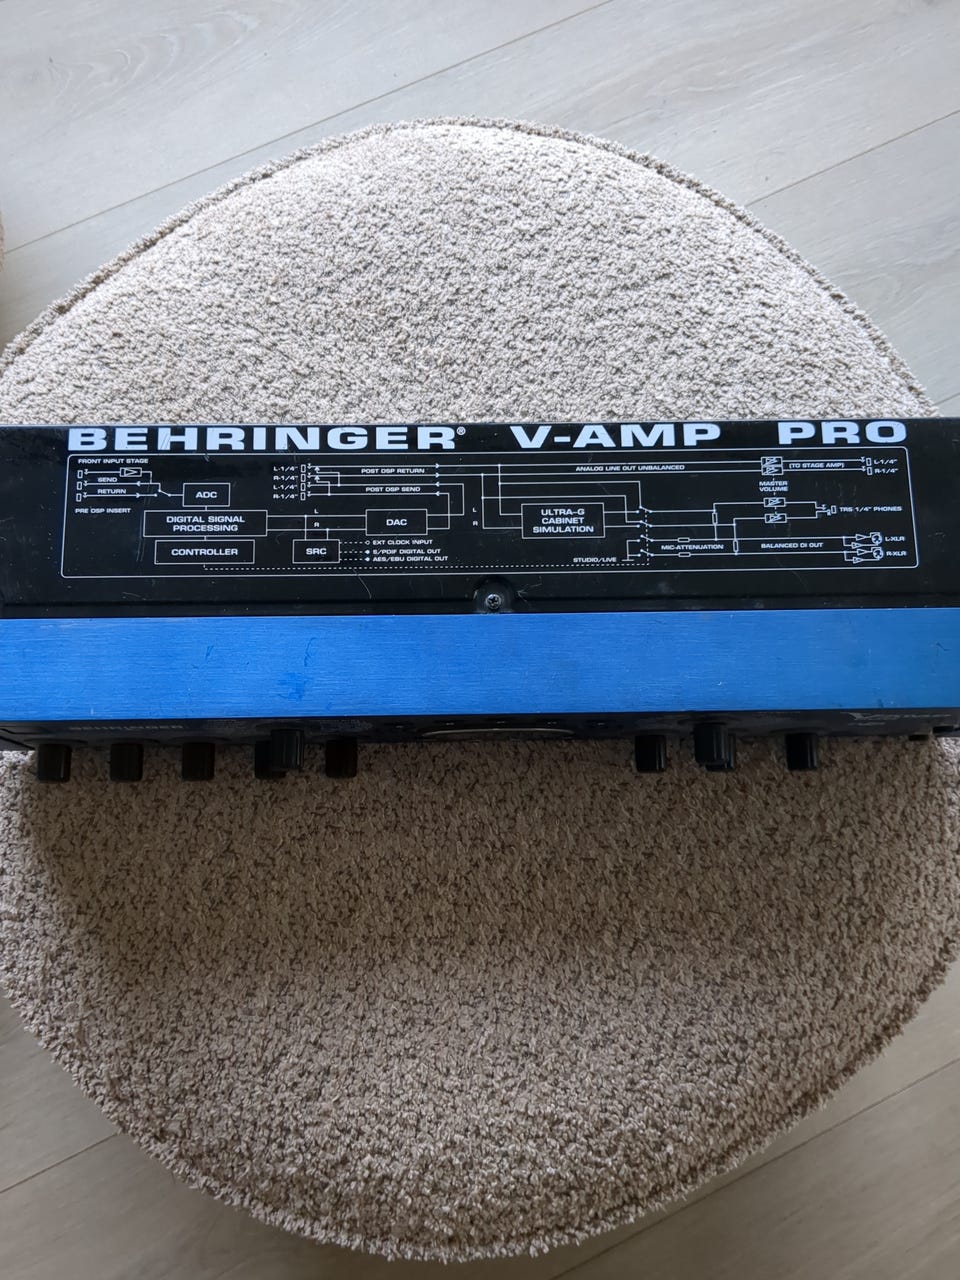 BEHRINGER® V-AMP PRO
FRONT INPUT STAGE
SEND
RETURN
PRE DSP INSERT
ADC
DIGITAL SIGNAL
PROCESSING
CONTROLLER
L-1/4"
R-1/4"
L-1/4"
R-1/4"
POST DSP RETURN
POST DSP SEND
L
R
DAC
SRC
EXT CLOCK INPUT
S/PDIF DIGITAL OUT
AES/EBU DIGITAL OUT
L
R
ANALOG LINE OUT UNBALANCED
ULTRA-G
CABINET
SIMULATION
STUDIO/LIVE
MIC-ATTENUATION
BALANCED DI OUT
(TO STAGE AMP)
L-1/4"
R-1/4"
MASTER
VOLUME
TRS 1/4" PHONES
L-XLR
R-XLR
BEHRINGER